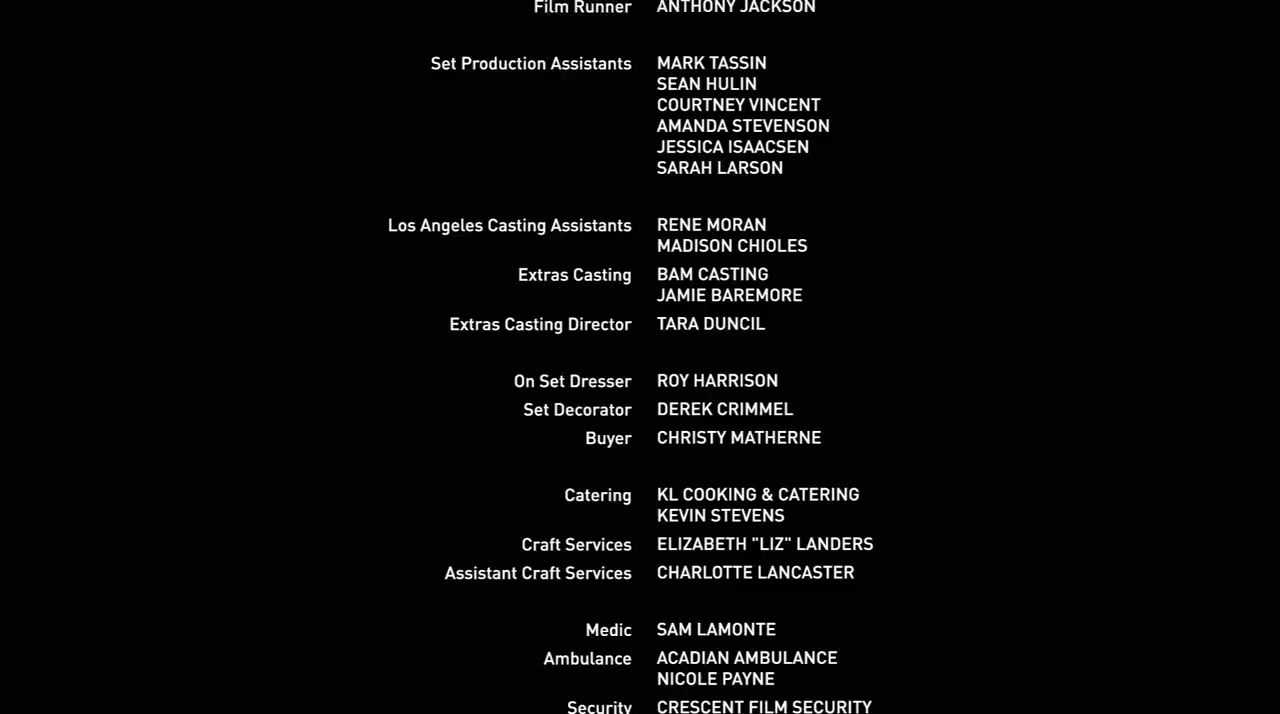 Film Runner ANTHONY JACKSON
Set Production Assistants MARK TASSIN
SEAN HULIN
COURTNEY VINCENT
AMANDA STEVENSON
JESSICA ISAACSEN
SARAH LARSON
Los Angeles Casting Assistants RENE MORAN
MADISON CHIOLES
Extras Casting BAM CASTING
JAMIE BAREMORE
Extras Casting Director TARA DUNCIL
On Set Dresser ROY HARRISON
Set Decorator DEREK CRIMMEL
Buyer CHRISTY MATHERNE
Catering KL COOKING & CATERING
KEVIN STEVENS
Craft Services ELIZABETH "LIZ" LANDERS
Assistant Craft Services CHARLOTTE LANCASTER
Medic SAM LAMONTE
Ambulance ACADIAN AMBULANCE
NICOLE PAYNE
Security CRESCENT FILM SECURITY